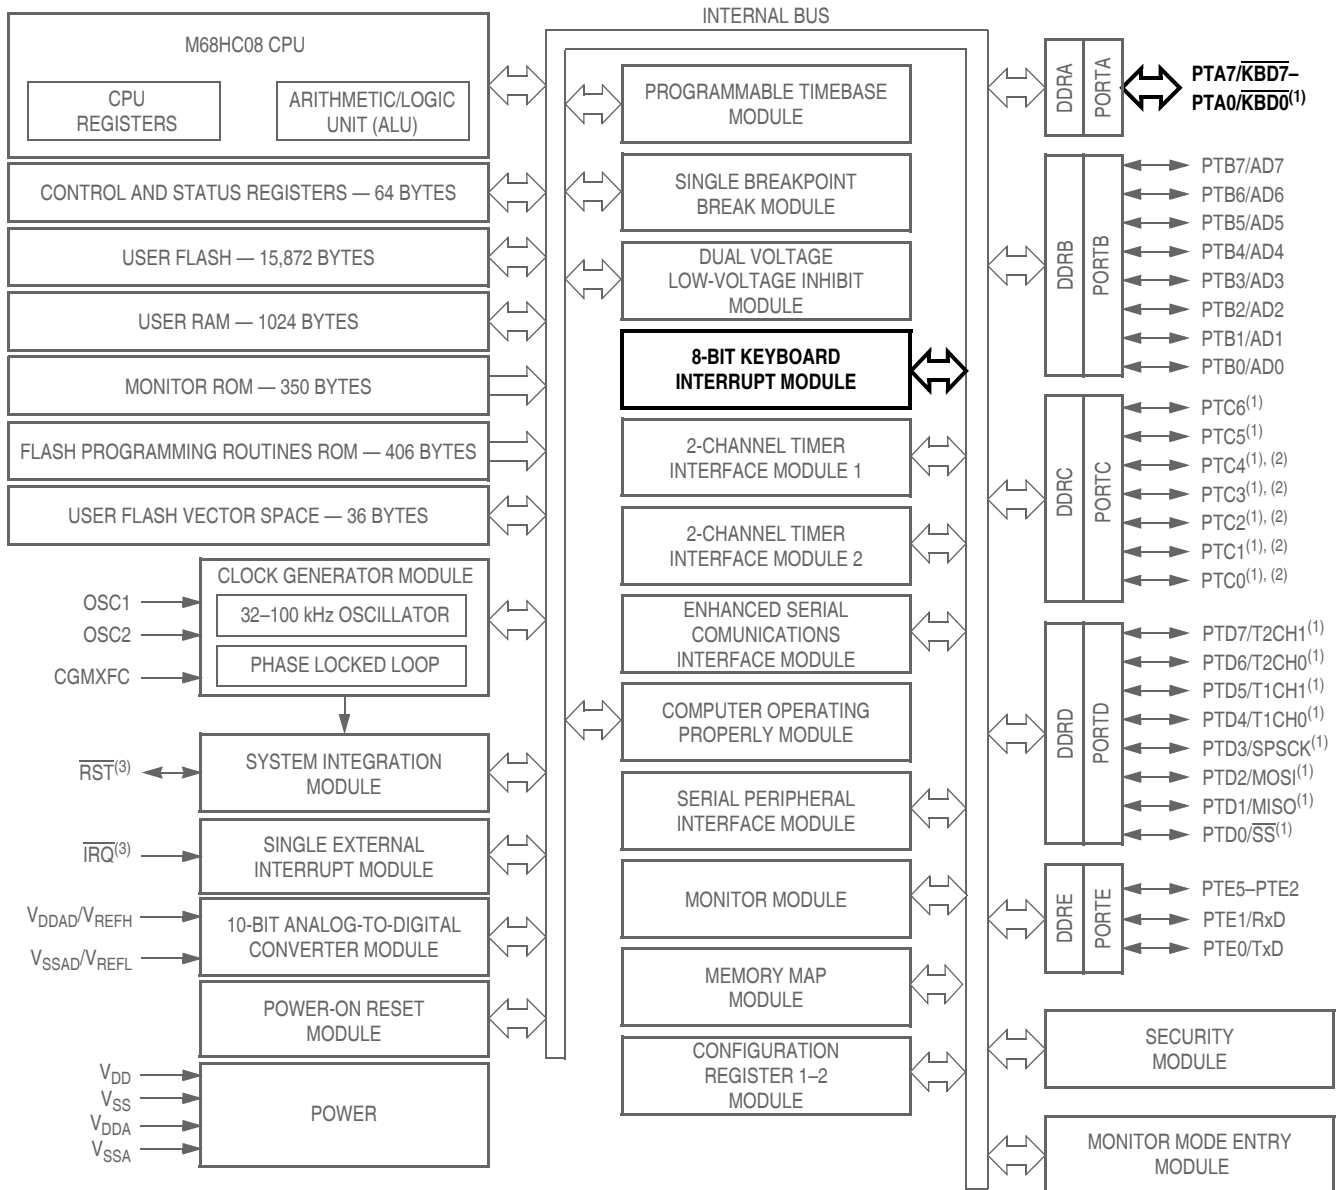 INTERNAL BUS
M68HC08 CPU
CPU
REGISTERS
ARITHMETIC/LOGIC
UNIT (ALU)
CONTROL AND STATUS REGISTERS — 64 BYTES
USER FLASH — 15,872 BYTES
USER RAM — 1024 BYTES
MONITOR ROM — 350 BYTES
FLASH PROGRAMMING ROUTINES ROM — 406 BYTES
USER FLASH VECTOR SPACE — 36 BYTES
CLOCK GENERATOR MODULE
32–100 kHz OSCILLATOR
PHASE LOCKED LOOP
OSC1
OSC2
CGMXFC
SYSTEM INTEGRATION
MODULE
RST(3)
SINGLE EXTERNAL
INTERRUPT MODULE
IRQ(3)
10-BIT ANALOG-TO-DIGITAL
CONVERTER MODULE
VDDAD/VREFH
VSSAD/VREFL
POWER-ON RESET
MODULE
POWER
VDD
VSS
VDDA
VSSA
PROGRAMMABLE TIMEBASE
MODULE
SINGLE BREAKPOINT
BREAK MODULE
DUAL VOLTAGE
LOW-VOLTAGE INHIBIT
MODULE
8-BIT KEYBOARD
INTERRUPT MODULE
2-CHANNEL TIMER
INTERFACE MODULE 1
2-CHANNEL TIMER
INTERFACE MODULE 2
ENHANCED SERIAL
COMUNICATIONS
INTERFACE MODULE
COMPUTER OPERATING
PROPERLY MODULE
SERIAL PERIPHERAL
INTERFACE MODULE
MONITOR MODULE
MEMORY MAP
MODULE
CONFIGURATION
REGISTER 1–2
MODULE
DDRA
PORTA
PTA7/KBD7–
PTA0/KBD0(1)
DDRB
PORTB
PTB7/AD7
PTB6/AD6
PTB5/AD5
PTB4/AD4
PTB3/AD3
PTB2/AD2
PTB1/AD1
PTB0/AD0
DDRC
PORTC
PTC6(1)
PTC5(1)
PTC4(1), (2)
PTC3(1), (2)
PTC2(1), (2)
PTC1(1), (2)
PTC0(1), (2)
DDRD
PORTD
PTD7/T2CH1(1)
PTD6/T2CH0(1)
PTD5/T1CH1(1)
PTD4/T1CH0(1)
PTD3/SPSCK(1)
PTD2/MOSI(1)
PTD1/MISO(1)
PTD0/SS(1)
DDRE
PORTE
PTE5–PTE2
PTE1/RxD
PTE0/TxD
SECURITY
MODULE
MONITOR MODE ENTRY
MODULE